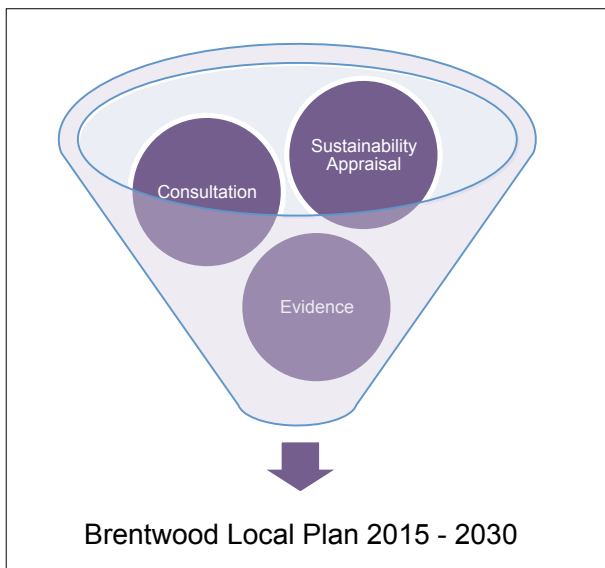 Sustainability
Appraisal
Consultation
Evidence
Brentwood Local Plan 2015 - 2030